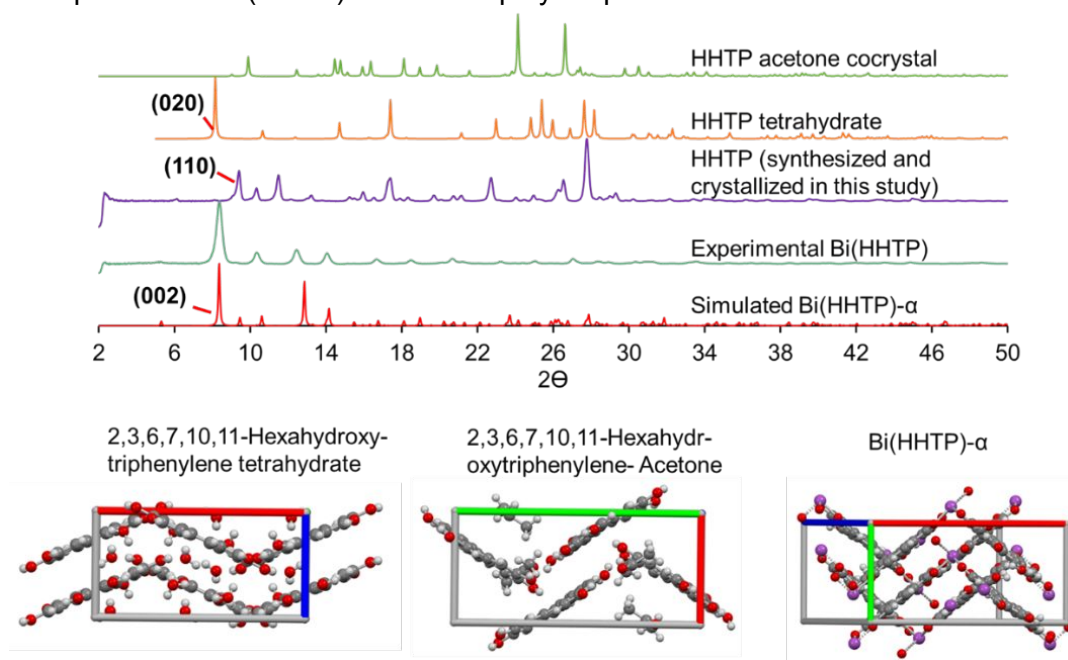 HHTP acetone cocrystal
(020)
HHTP tetrahydrate
(110)
HHTP (synthesized and
crystallized in this study)
Experimental Bi(HHTP)
(002)
Simulated Bi(HHTP)-α
2 6 10 14 18 22 26 30 34 38 42 46 50
2ϴ
2,3,6,7,10,11-Hexahydroxy-
triphenylene tetrahydrate
2,3,6,7,10,11-Hexahydr-
oxytriphenylene- Acetone
Bi(HHTP)-α